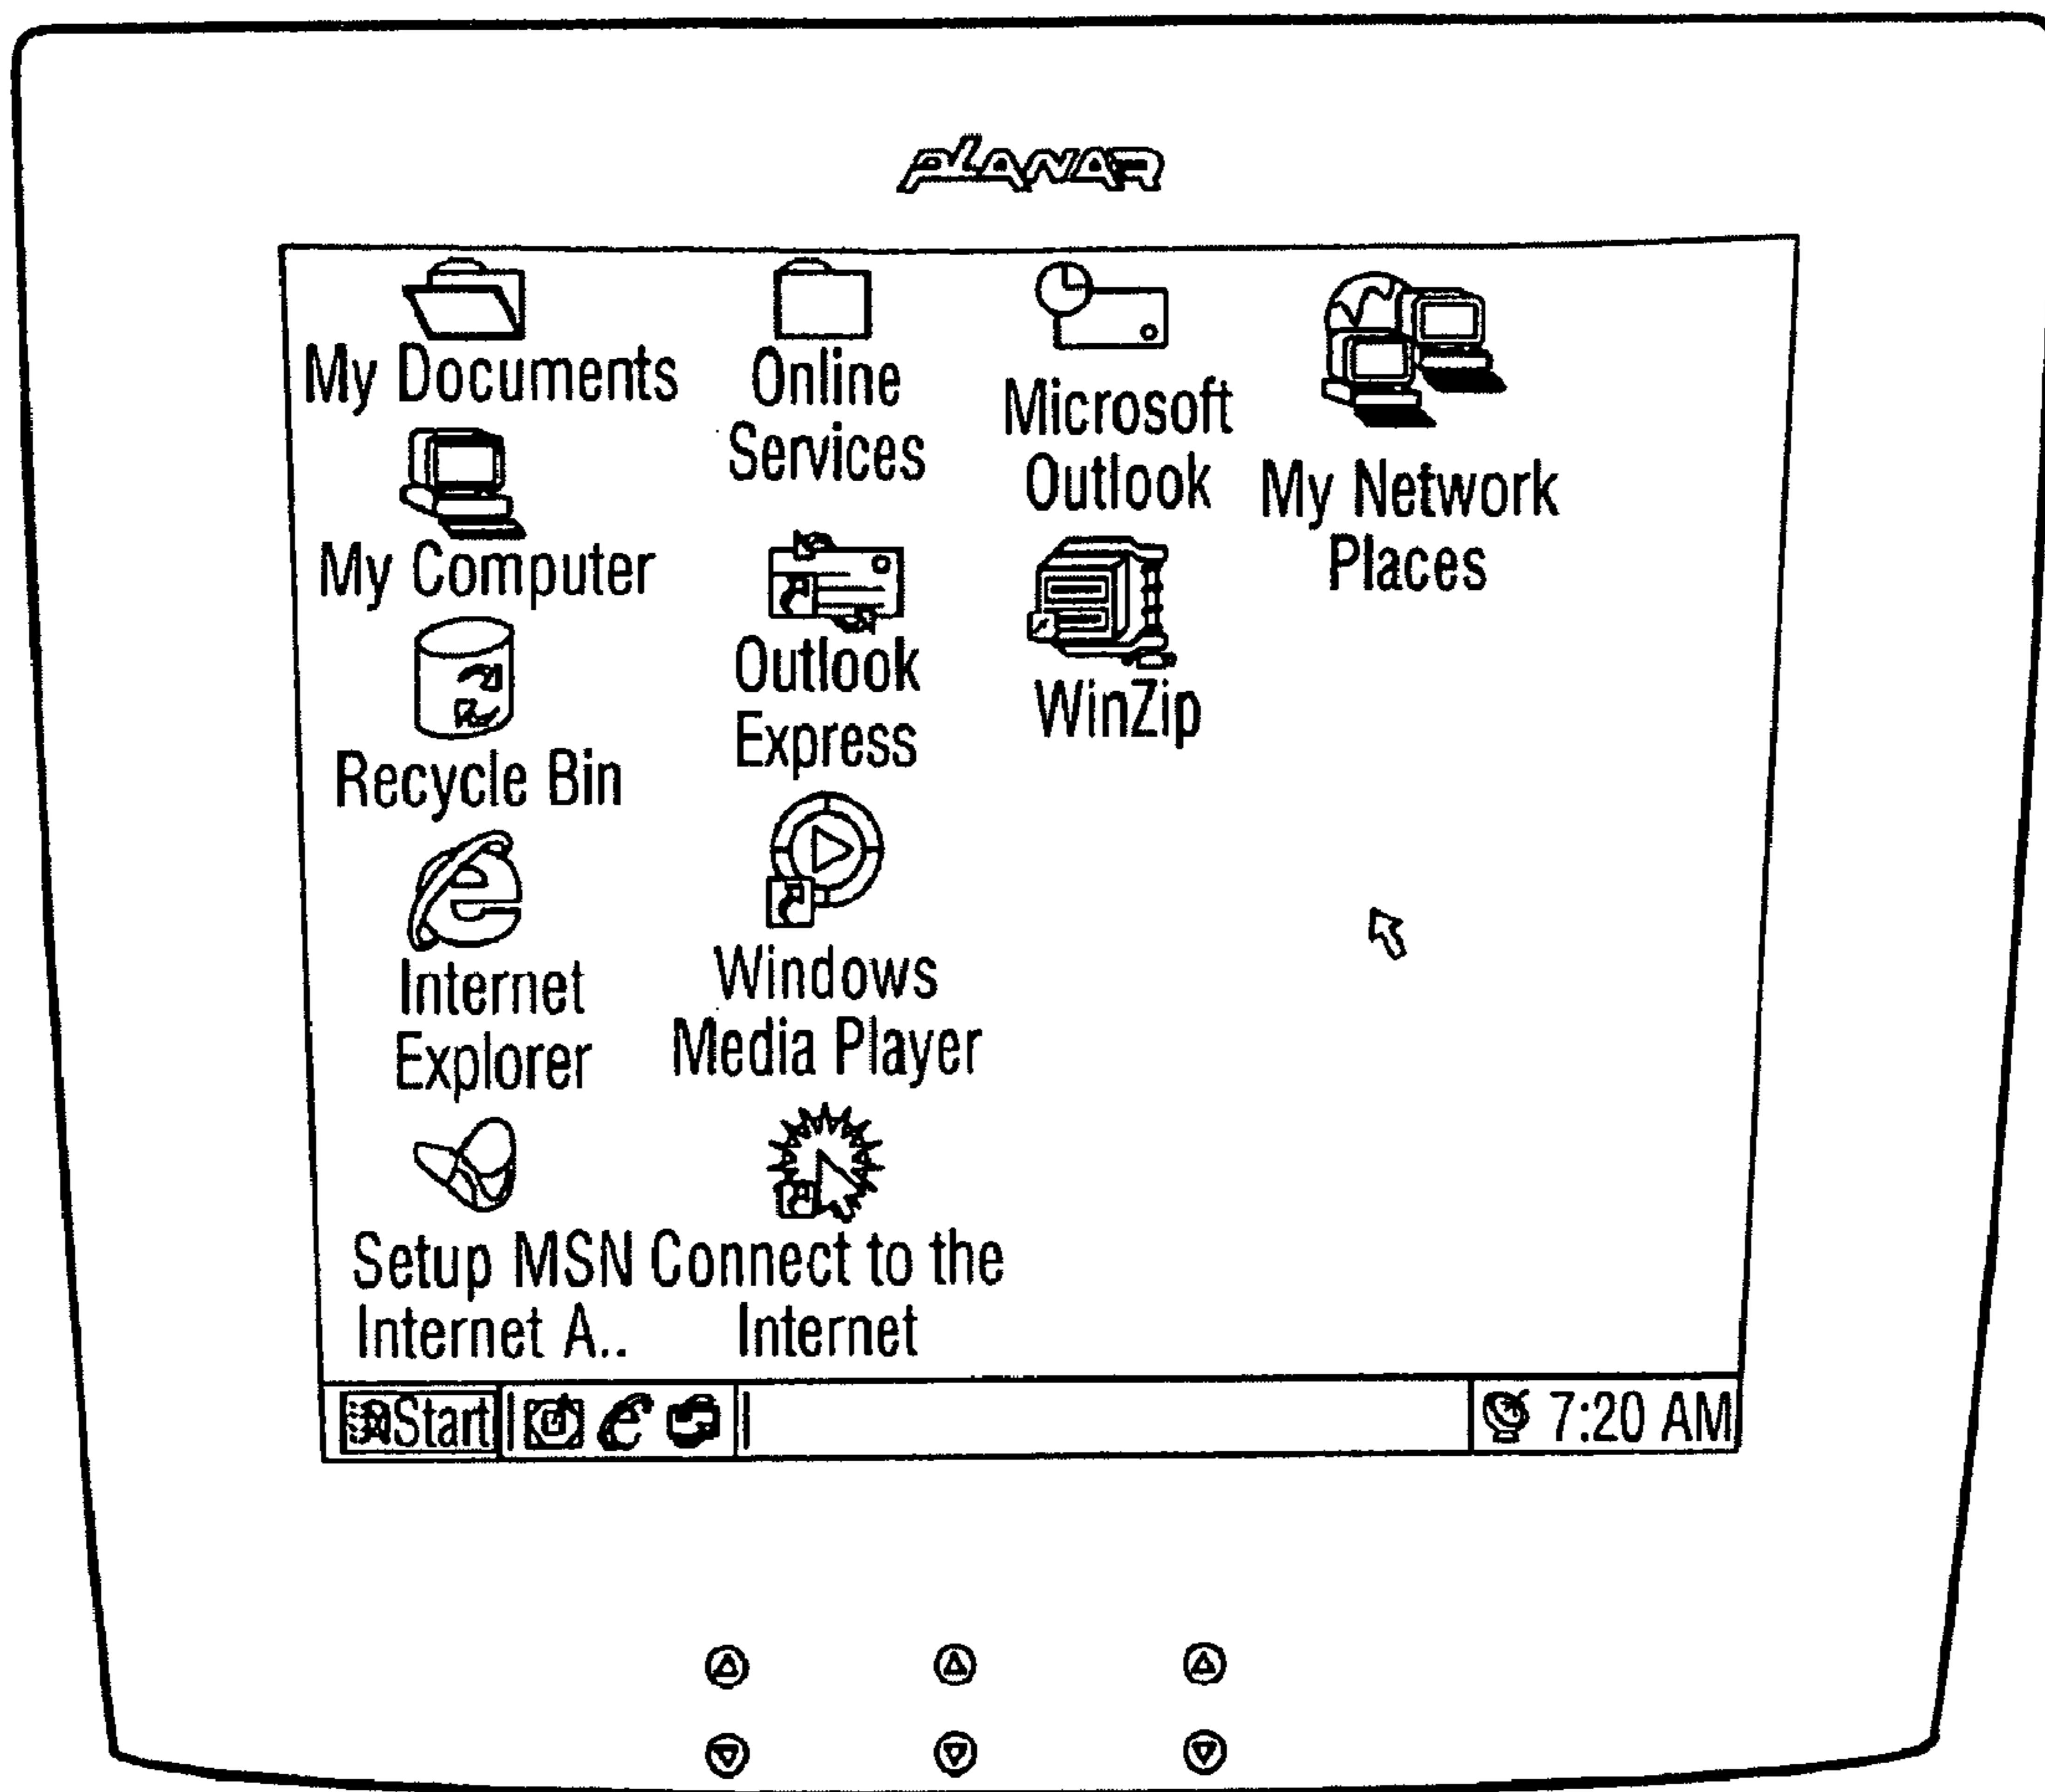 PLANAR
My Documents
Online
Services
Microsoft
Outlook
My Network
Places
My Computer
Outlook
Express
WinZip
Recycle Bin
Internet
Explorer
Windows
Media Player
Setup MSN
Internet A..
Connect to the
Internet
Start
7:20 AM